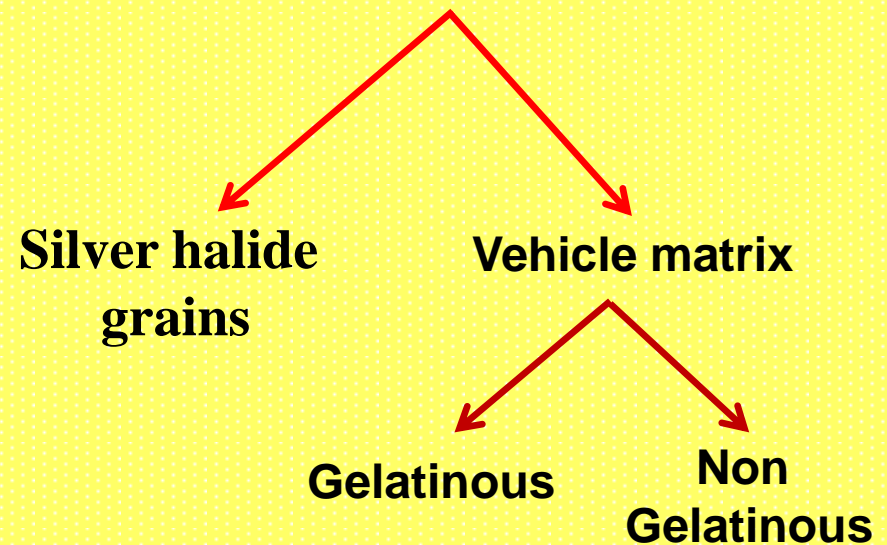 Silver halide
grains
Vehicle matrix
Gelatinous
Non
Gelatinous